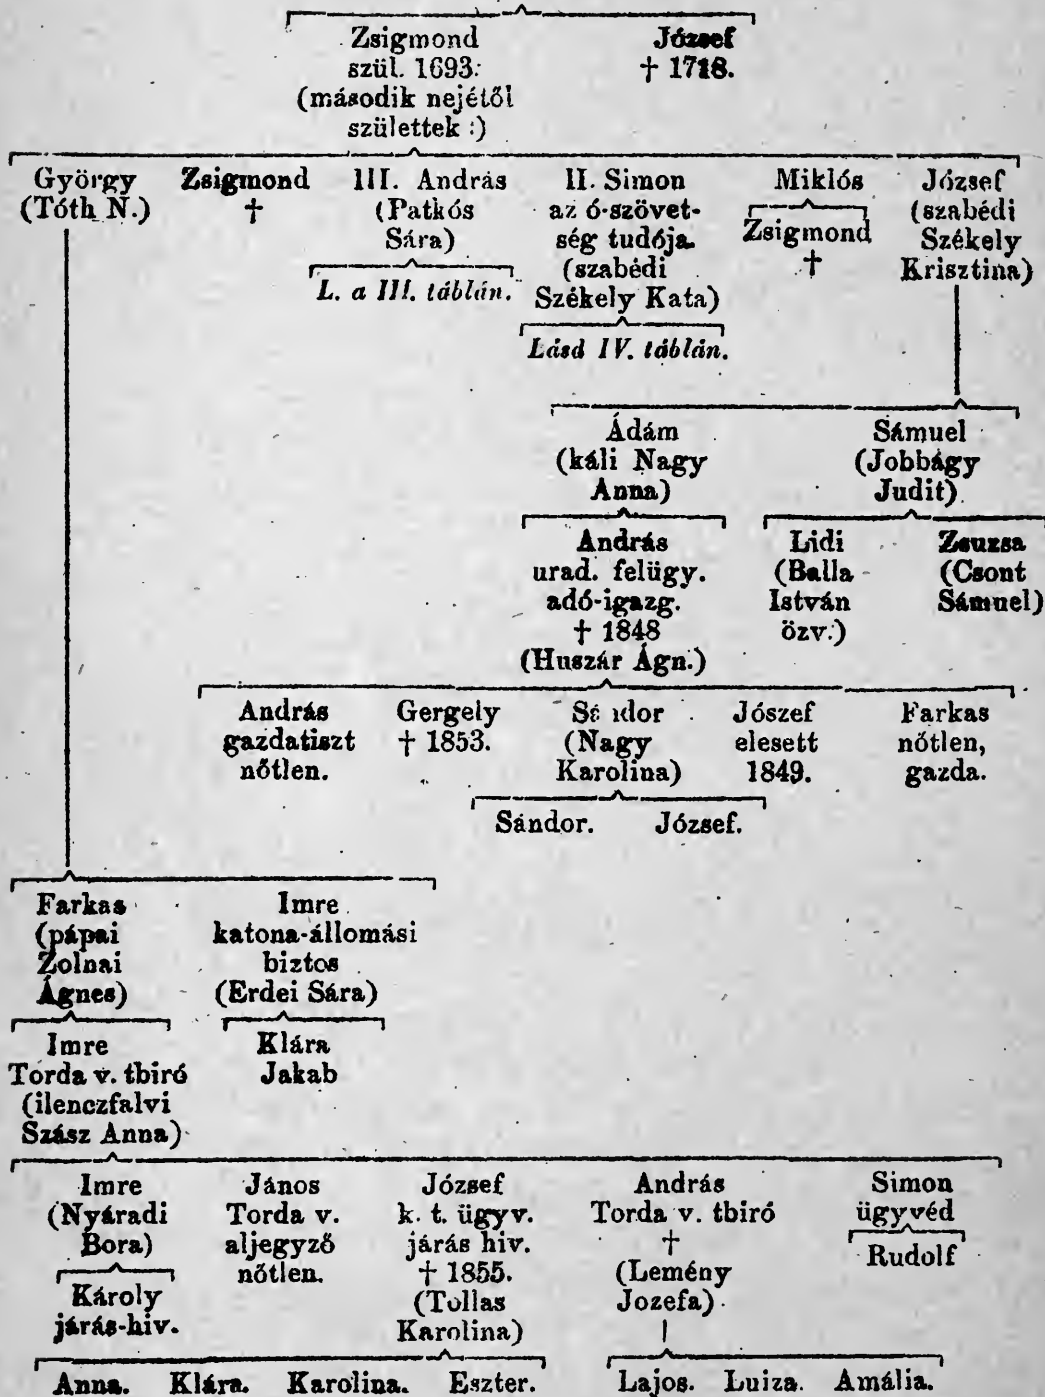 Zsigmond József
szül. 1693. † 1718.
(második nejétől
születtek :)
György Zsigmond III. András II. Simon Miklós József
(Tóth N.) † (Patkós az ó-szövet- Zsigmond (szabédi
Sára) ség tudója. † Székely
L. a III. táblán. (szabédi Krisztina)
Székely Kata)
Lásd IV. táblán.
Ádám Sámuel
(káli Nagy (Jobbágy
Anna) Judit)
András Lidi Zsuzsa
urad. felügy. (Balla (Csont
adó-igazg. István Sámuel)
† 1848 özv.)
(Huszár Ágn.)
András Gergely Jószef Farkas
gazdatiszt † 1853. (Nagy elesett nőtlen,
nőtlen. Karolina) 1849. gazda.
Sándor. József.
Farkas Imre
(pápai katona-állomási
Zolnai biztos
Ágnes) (Erdei Sára)
Imre Klára
Torda v. tbiró Jakab
(ilenczfalvi
Szász Anna)
Imre János József András Simon
(Nyáradi Torda v. k. t. ügyv. Torda v. tbiró ügyvéd
Bora) aljegyző járás hiv. † Rudolf
Károly nőtlen. † 1855. (Lemény
járás-hiv. (Tollas Jozefa)
Karolina)
Anna. Klára. Karolina. Eszter. Lajos. Luiza. Amália.